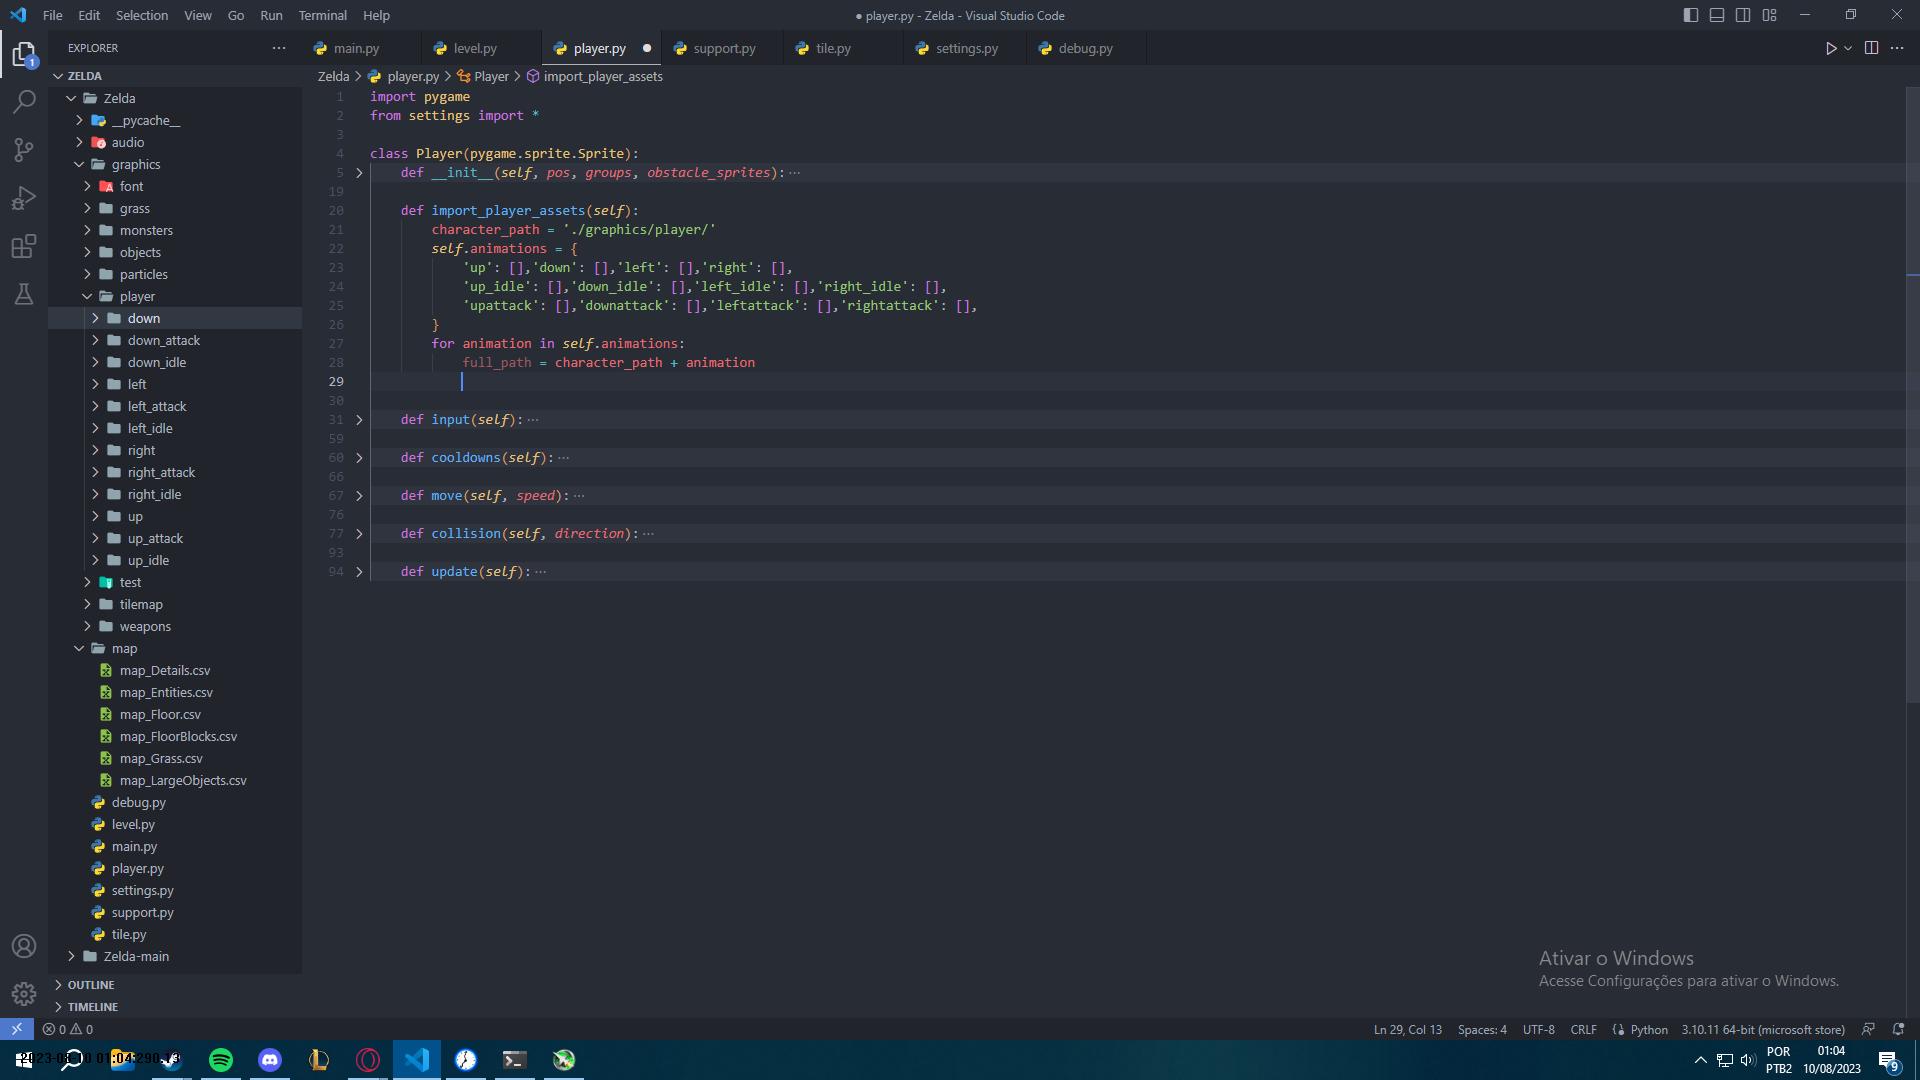 File Edit Selection View Go Run Terminal Help
● player.py - Zelda - Visual Studio Code
EXPLORER
main.py
level.py
player.py
support.py
tile.py
settings.py
debug.py
1
ZELDA
Zelda > player.py > Player > import_player_assets
Zelda
__pycache__
audio
graphics
font
grass
monsters
objects
particles
player
down
down_attack
down_idle
left
left_attack
left_idle
right
right_attack
right_idle
up
up_attack
up_idle
test
tilemap
weapons
map
map_Details.csv
map_Entities.csv
map_Floor.csv
map_FloorBlocks.csv
map_Grass.csv
map_LargeObjects.csv
debug.py
level.py
main.py
player.py
settings.py
support.py
tile.py
Zelda-main
OUTLINE
TIMELINE
1 import pygame
2 from settings import *
3
4 class Player(pygame.sprite.Sprite):
5 def __init__(self, pos, groups, obstacle_sprites):···
19
20 def import_player_assets(self):
21 character_path = './graphics/player/'
22 self.animations = {
23 'up': [],'down': [],'left': [],'right': [],
24 'up_idle': [],'down_idle': [],'left_idle': [],'right_idle': [],
25 'upattack': [],'downattack': [],'leftattack': [],'rightattack': [],
26 }
27 for animation in self.animations:
28 full_path = character_path + animation
29
30
31 def input(self):···
59
60 def cooldowns(self):···
66
67 def move(self, speed):···
76
77 def collision(self, direction):···
93
94 def update(self):···
Ativar o Windows
Acesse Configurações para ativar o Windows.
0 0
Ln 29, Col 13 Spaces: 4 UTF-8 CRLF Python 3.10.11 64-bit (microsoft store)
POR
PTB2
01:04
10/08/2023
9